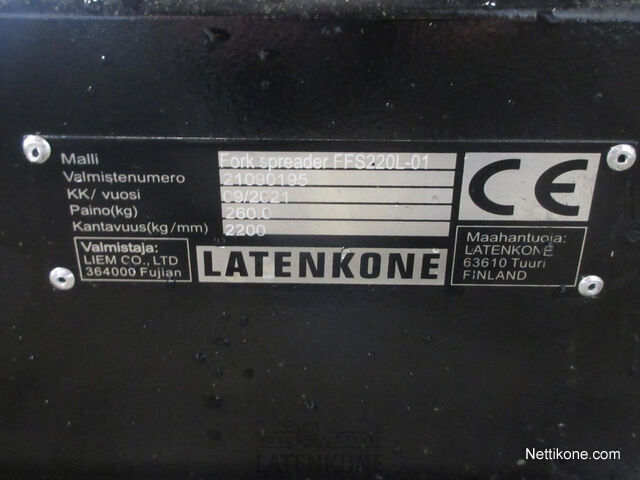 Malli Fork spreader FFS220L-01
Valmistenumero 21090195
KK/ vuosi 09/2021
Paino(kg) 260.0
Kantavuus(kg/mm) 2200
CE
Valmistaja:
LIEM CO., LTD
364000 Fujian
LATENKONE
Maahantuoja:
LATENKONE
63610 Tuuri
FINLAND
LATENKONE
Nettikone.com